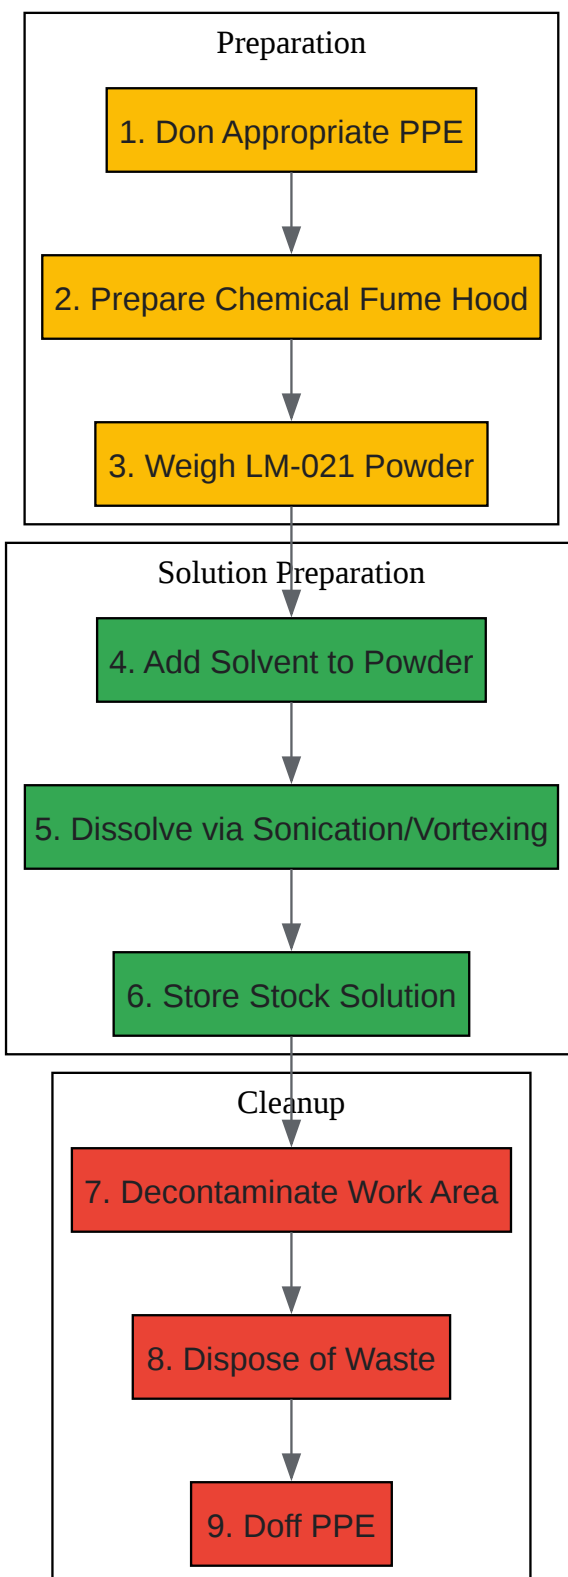 Preparation
1. Don Appropriate PPE
2. Prepare Chemical Fume Hood
3. Weigh LM-021 Powder
Solution Preparation
4. Add Solvent to Powder
5. Dissolve via Sonication/Vortexing
6. Store Stock Solution
Cleanup
7. Decontaminate Work Area
8. Dispose of Waste
9. Doff PPE